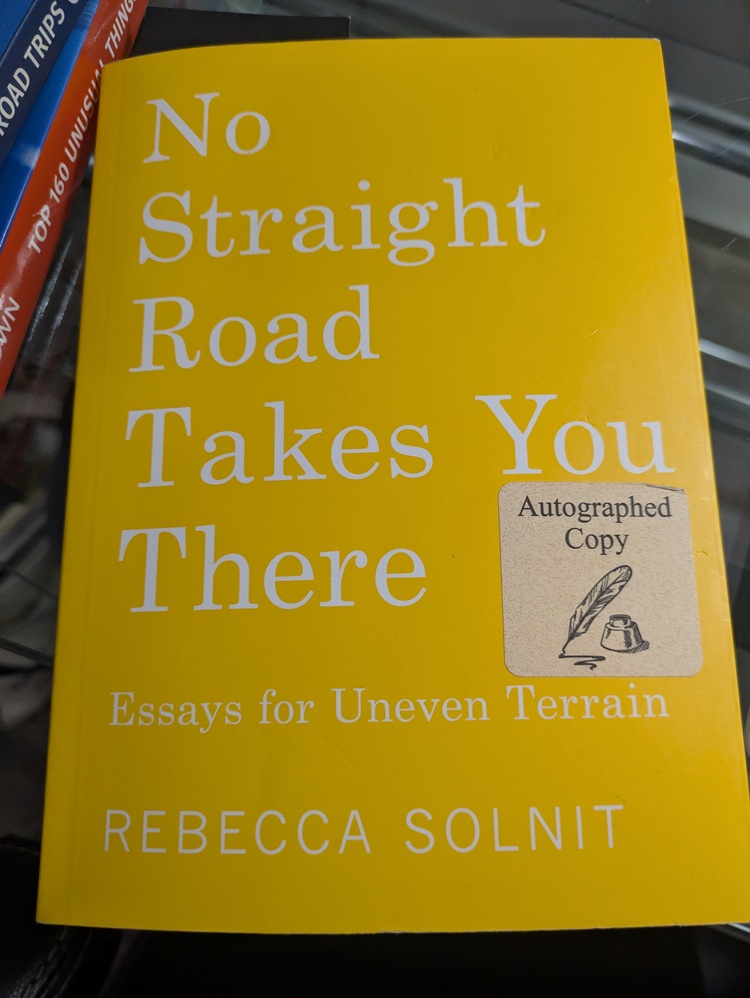 ROAD TRIPS
TOP 160 UNUSUAL THING
No
Straight
Road
Takes You
There
Autographed
Copy
Essays for Uneven Terrain
REBECCA SOLNIT